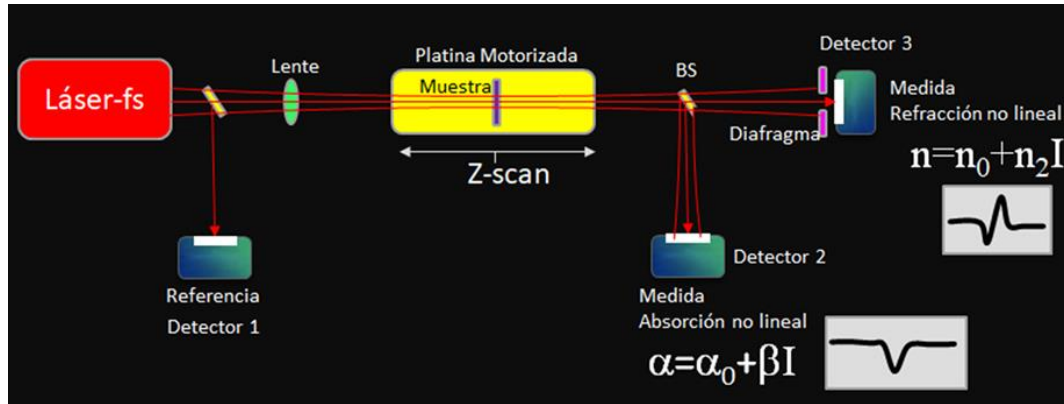 Láser-fs
Lente
Platina Motorizada
Muestra
Z-scan
BS
Detector 3
Medida
Refracción no lineal
Diafragma
n=n₀+n₂I
Referencia
Detector 1
Detector 2
Medida
Absorción no lineal
α=α₀+βI